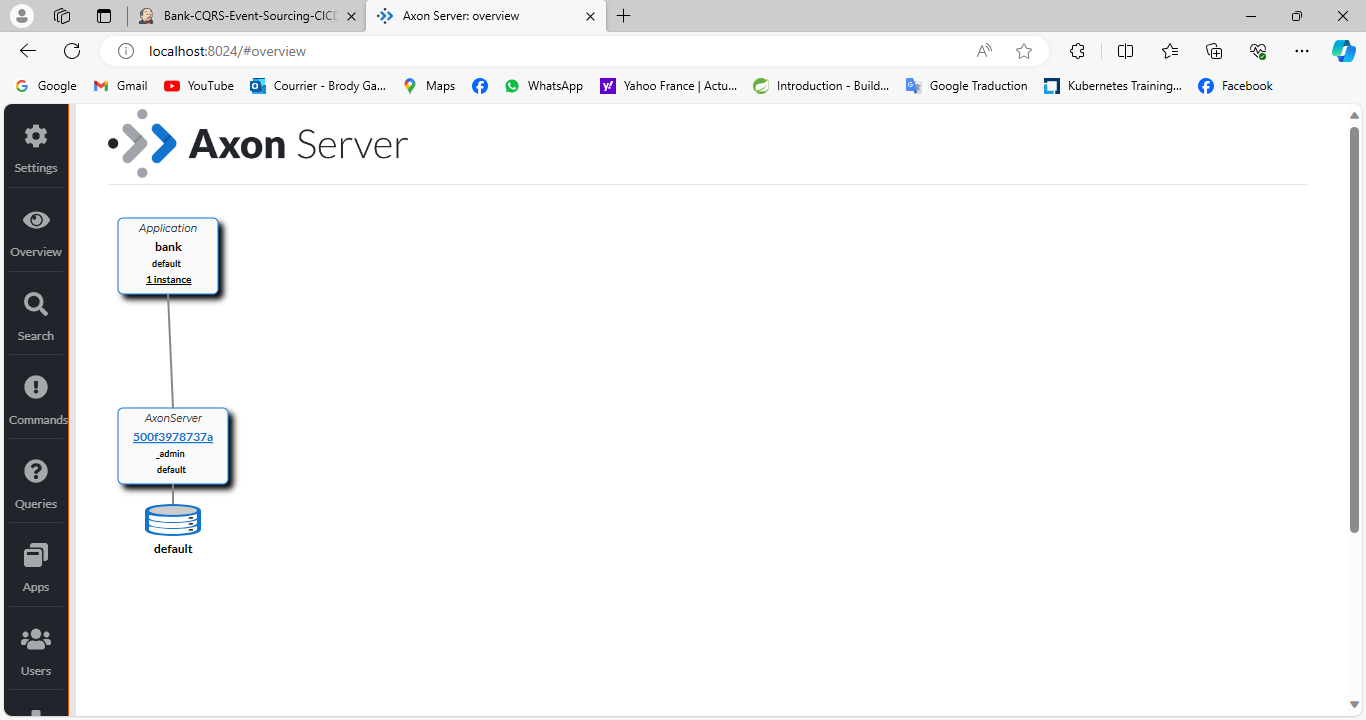 Bank-CQRS-Event-Sourcing-CICD
Axon Server: overview
localhost:8024/#overview
Google
Gmail
YouTube
Courrier - Brody Ga...
Maps
WhatsApp
Yahoo France | Actu...
Introduction - Build...
Google Traduction
Kubernetes Training...
Facebook
Settings
Overview
Search
Commands
Queries
Apps
Users
Axon Server
Application
bank
default
1 instance
AxonServer
500f3978737a
_admin
default
default